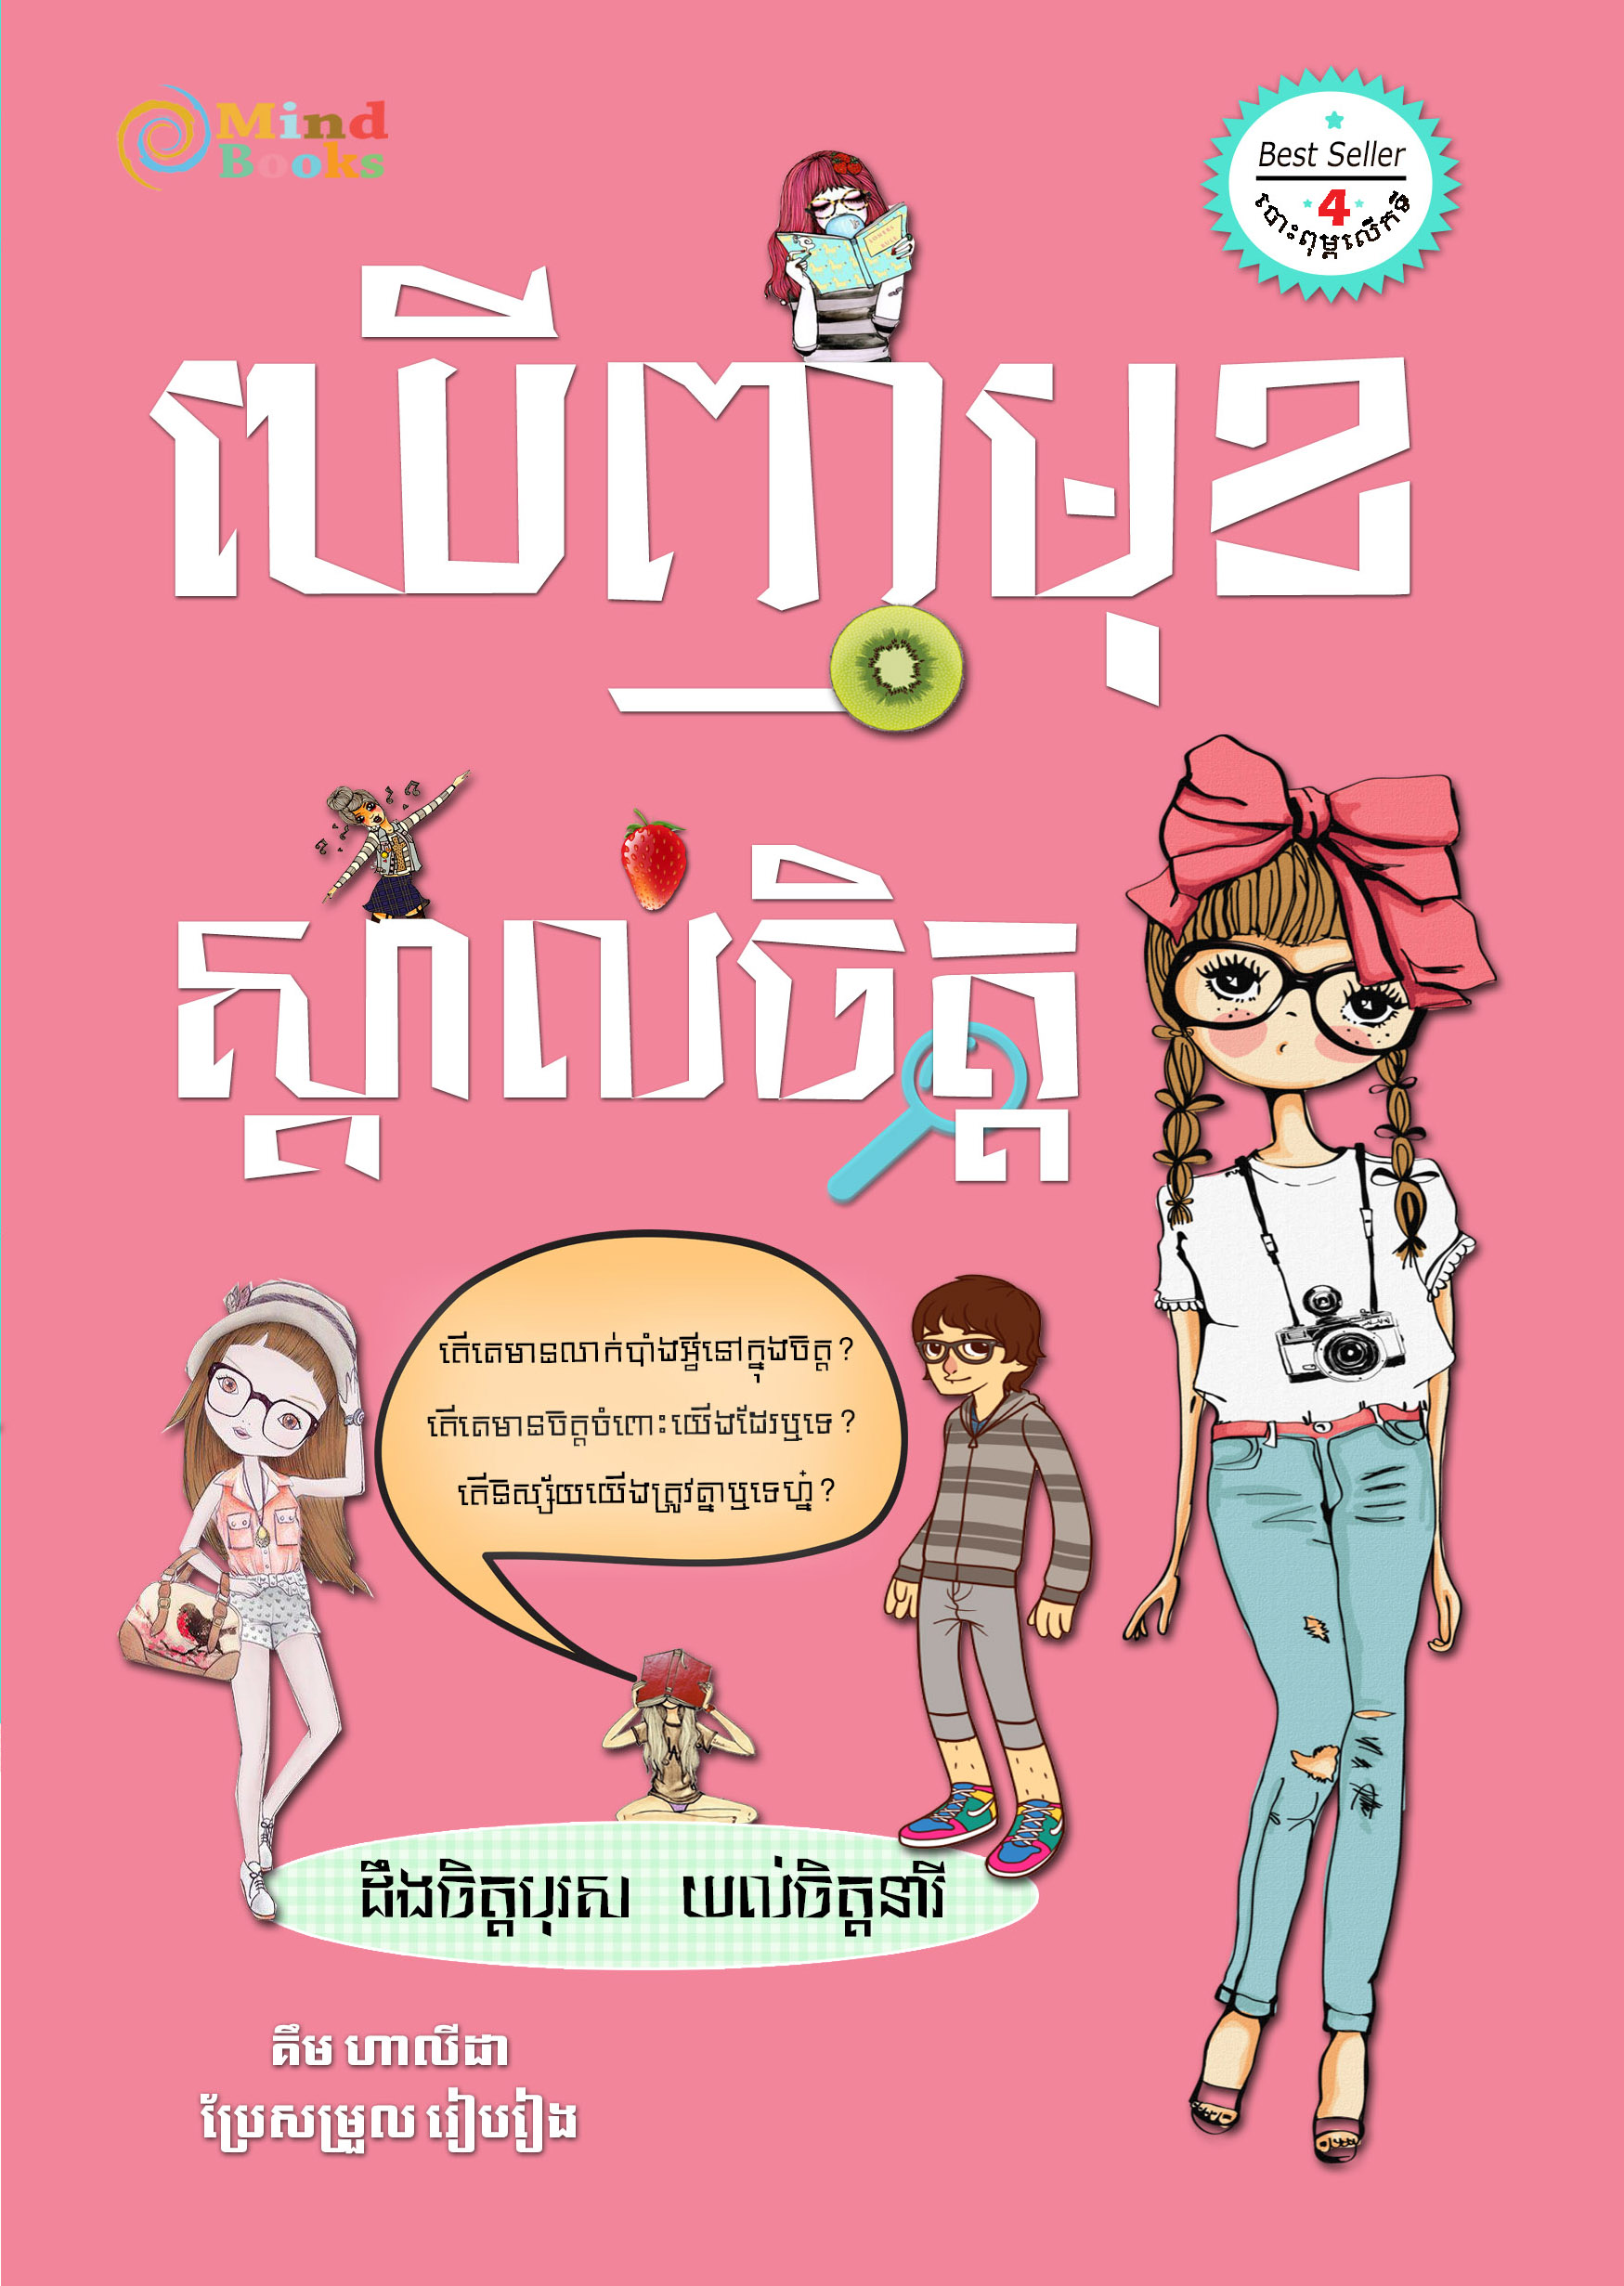 Mind
Books
Best Seller
បោះពុម្ពលើកទី 4
ឃើញមុខ
ស្គាល់ចិត្ត
តើគេមានលាក់បាំងអ្វីនៅក្នុងចិត្ត?
តើគេមានចិត្តចំពោះយើងដែរឬទេ?
តើទិស្ស័យយើងត្រូវគ្នាឬទេហ្ន៎?
ដឹងចិត្តបុរស យល់ចិត្តនារី
គឹម ហាលីដា
ប្រែសម្រួល រៀបរៀង